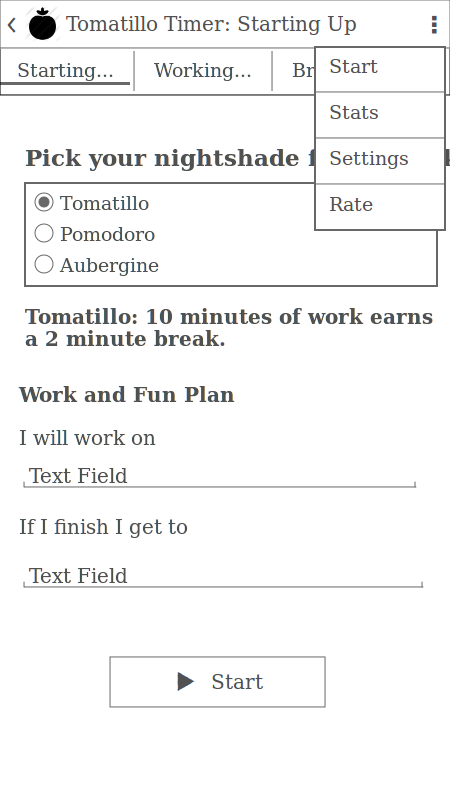 Tomatillo Timer: Starting Up
Starting... Working... Br
Start
Stats
Settings
Rate
Pick your nightshade
Tomatillo
Pomodoro
Aubergine
Tomatillo: 10 minutes of work earns
a 2 minute break.
Work and Fun Plan
I will work on
Text Field
If I finish I get to
Text Field
Start